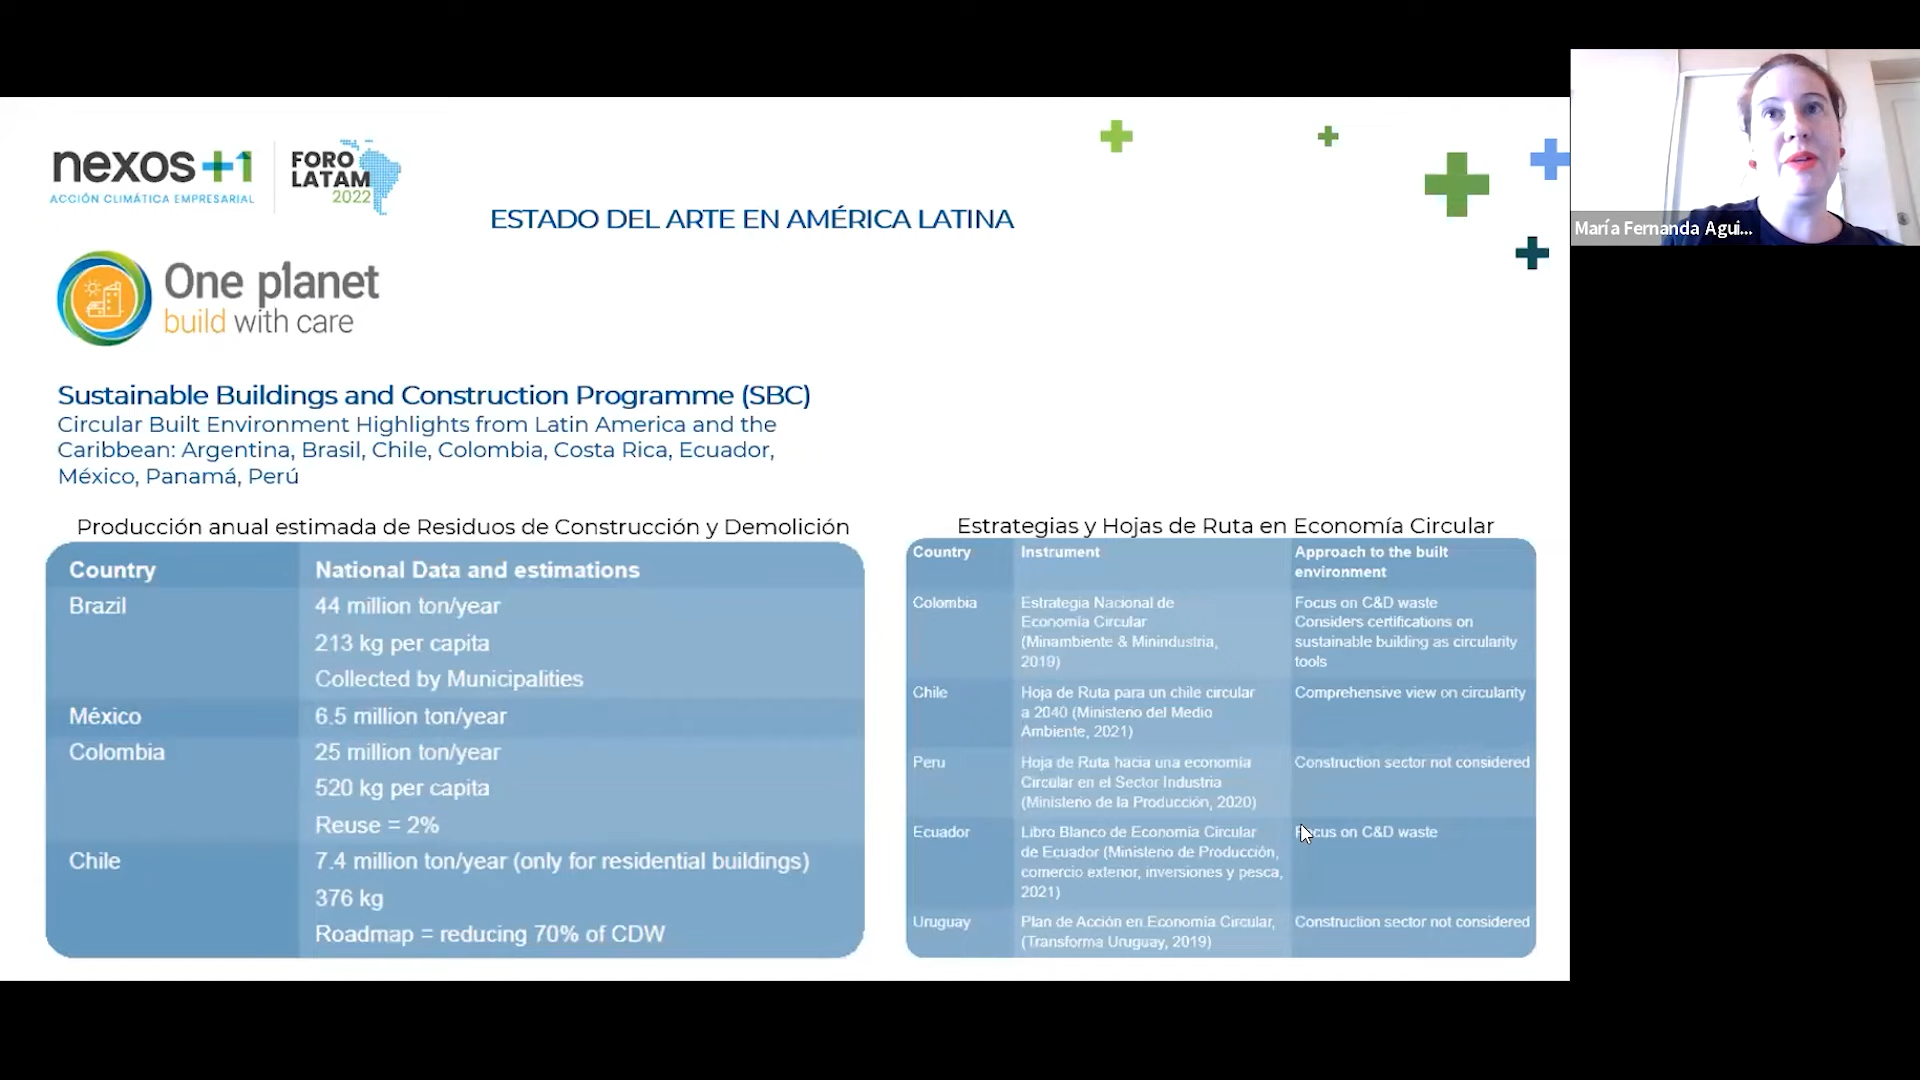 nexos+1
ACCIÓN CLIMÁTICA EMPRESARIAL
FORO
LATAM
2022
ESTADO DEL ARTE EN AMÉRICA LATINA
María Fernanda Agui...
One planet
build with care
Sustainable Buildings and Construction Programme (SBC)
Circular Built Environment Highlights from Latin America and the
Caribbean: Argentina, Brasil, Chile, Colombia, Costa Rica, Ecuador,
México, Panamá, Perú
Producción anual estimada de Residuos de Construcción y Demolición
Country National Data and estimations
Brazil 44 million ton/year
213 kg per capita
Collected by Municipalities
México 6.5 million ton/year
Colombia 25 million ton/year
520 kg per capita
Reuse = 2%
Chile 7.4 million ton/year (only for residential buildings)
376 kg
Roadmap = reducing 70% of CDW
Estrategias y Hojas de Ruta en Economía Circular
Country Instrument Approach to the built
environment
Colombia Estrategia Nacional de Focus on C&D waste
Economía Circular Considers certifications on
(Minambiente & Minindustria, sustainable building as circularity
2019) tools
Chile Hoja de Ruta para un chile circular Comprehensive view on circularity
a 2040 (Ministerio del Medio
Ambiente, 2021)
Peru Hoja de Ruta hacia una economía Construction sector not considered
Circular en el Sector Industria
(Ministerio de la Producción, 2020)
Ecuador Libro Blanco de Economía Circular Focus on C&D waste
de Ecuador (Ministerio de Producción,
comercio exterior, inversiones y pesca,
2021)
Uruguay Plan de Acción en Economía Circular, Construction sector not considered
(Transforma Uruguay, 2019)